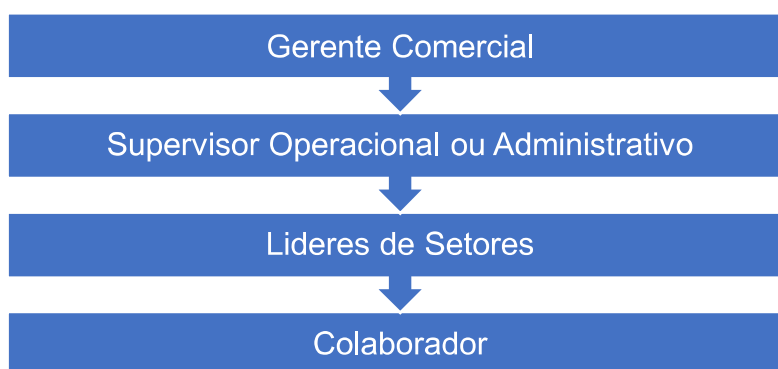 Gerente Comercial
Supervisor Operacional ou Administrativo
Lideres de Setores
Colaborador